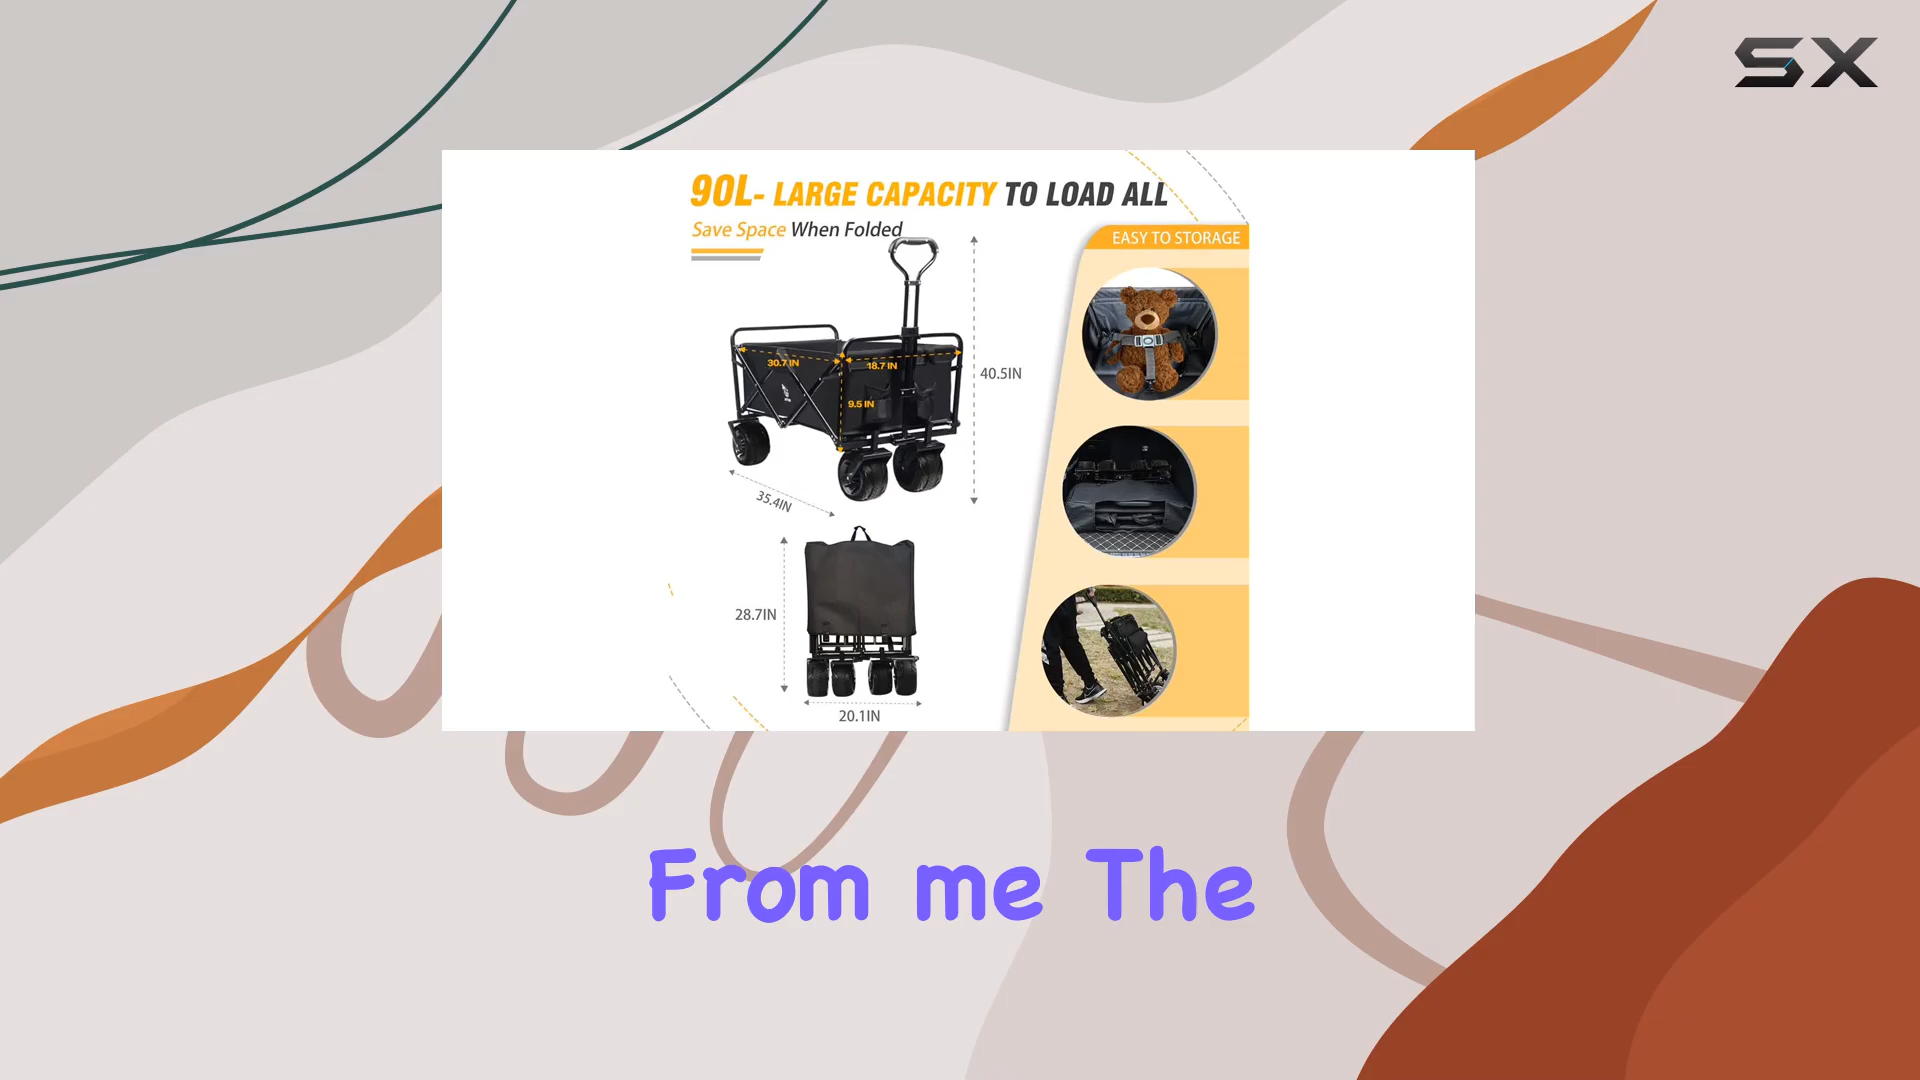 SX
90L- LARGE CAPACITY TO LOAD ALL
Save Space When Folded
EASY TO STORAGE
30.7 IN
18.7 IN
9.5 IN
40.5IN
35.4IN
28.7IN
20.1IN
From me The